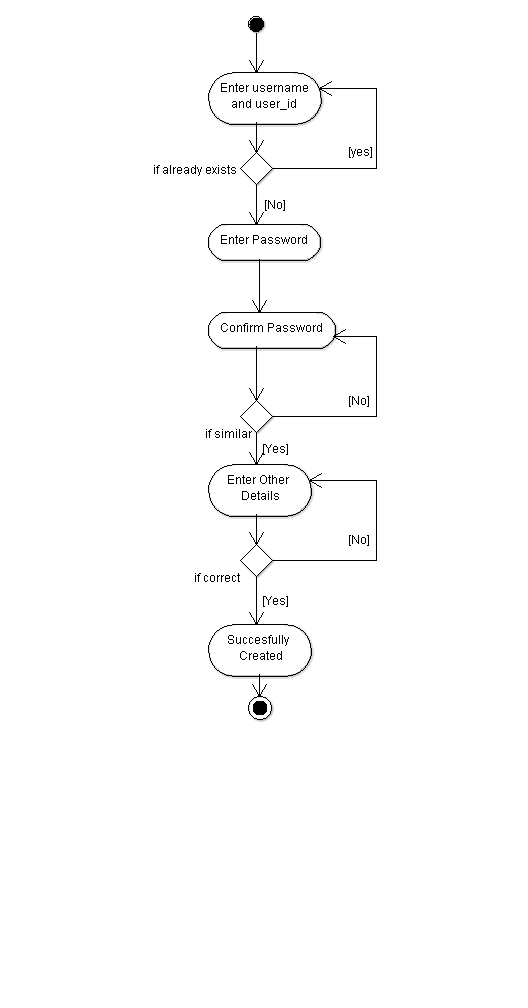 Enter username
and user_id
[yes]
if already exists
[No]
Enter Password
Confirm Password
[No]
if similar
[Yes]
Enter Other
Details
[No]
if correct
[Yes]
Succesfully
Created